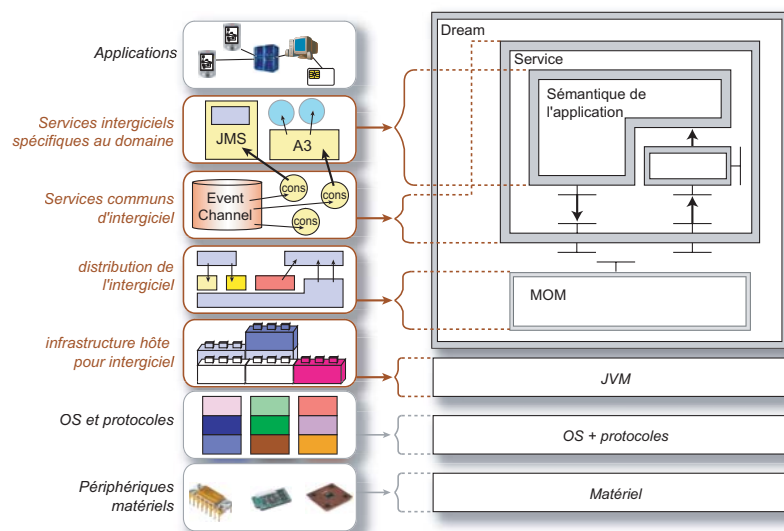 Applications
Services intergiciels
spécifiques au domaine
JMS
A3
Services communs
d'intergiciel
Event
Channel
cons
cons
cons
distribution de
l'intergiciel
infrastructure hôte
pour intergiciel
OS et protocoles
Périphériques
matériels
Dream
Service
Sémantique de
l'application
MOM
JVM
OS + protocoles
Matériel